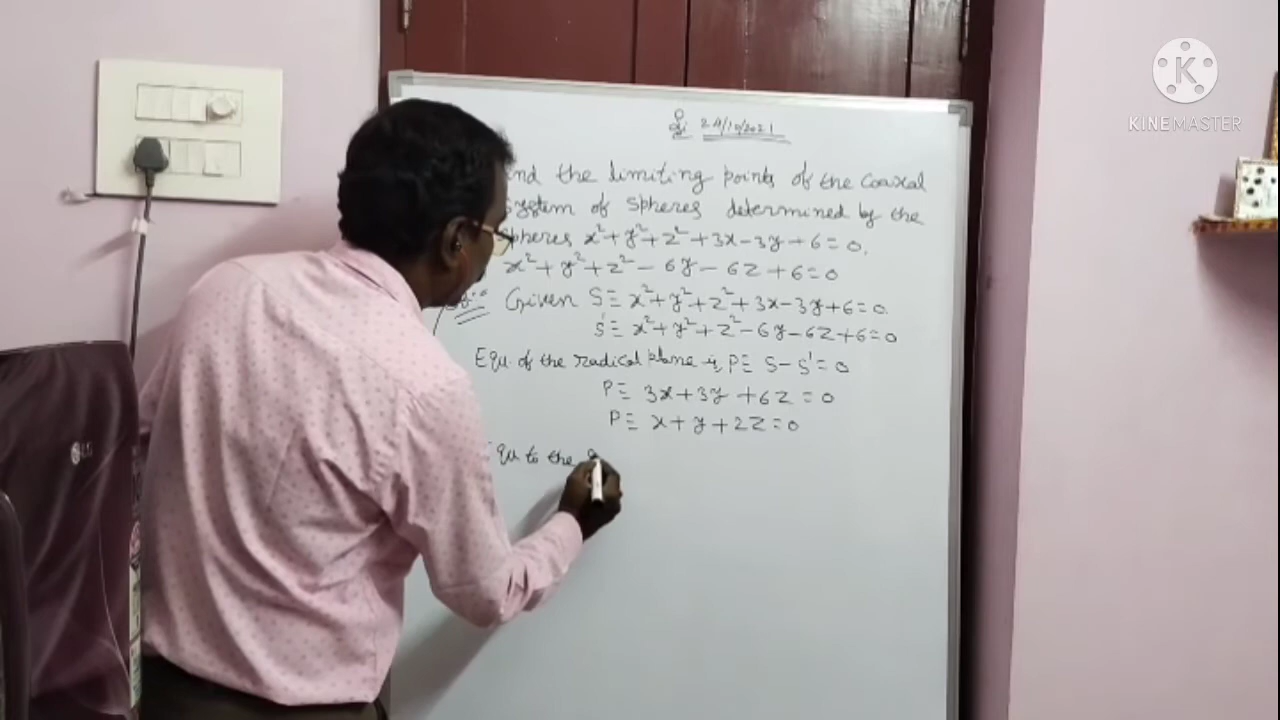 24/10/2021
nd the limiting points of the Coaxal
system of spheres determined by the
spheres x²+y²+z²+3x-3y+6=0,
x²+y²+z²-6y-6z+6=0
Given S≡ x²+y²+z²+3x-3y+6=0
S'≡ x²+y²+z²-6y-6z+6=0
Equ. of the radical plane is, P≡ S-S'=0
P≡ 3x+3y+6z=0
P≡ x+y+2z=0
Equ to the
KINEMASTER